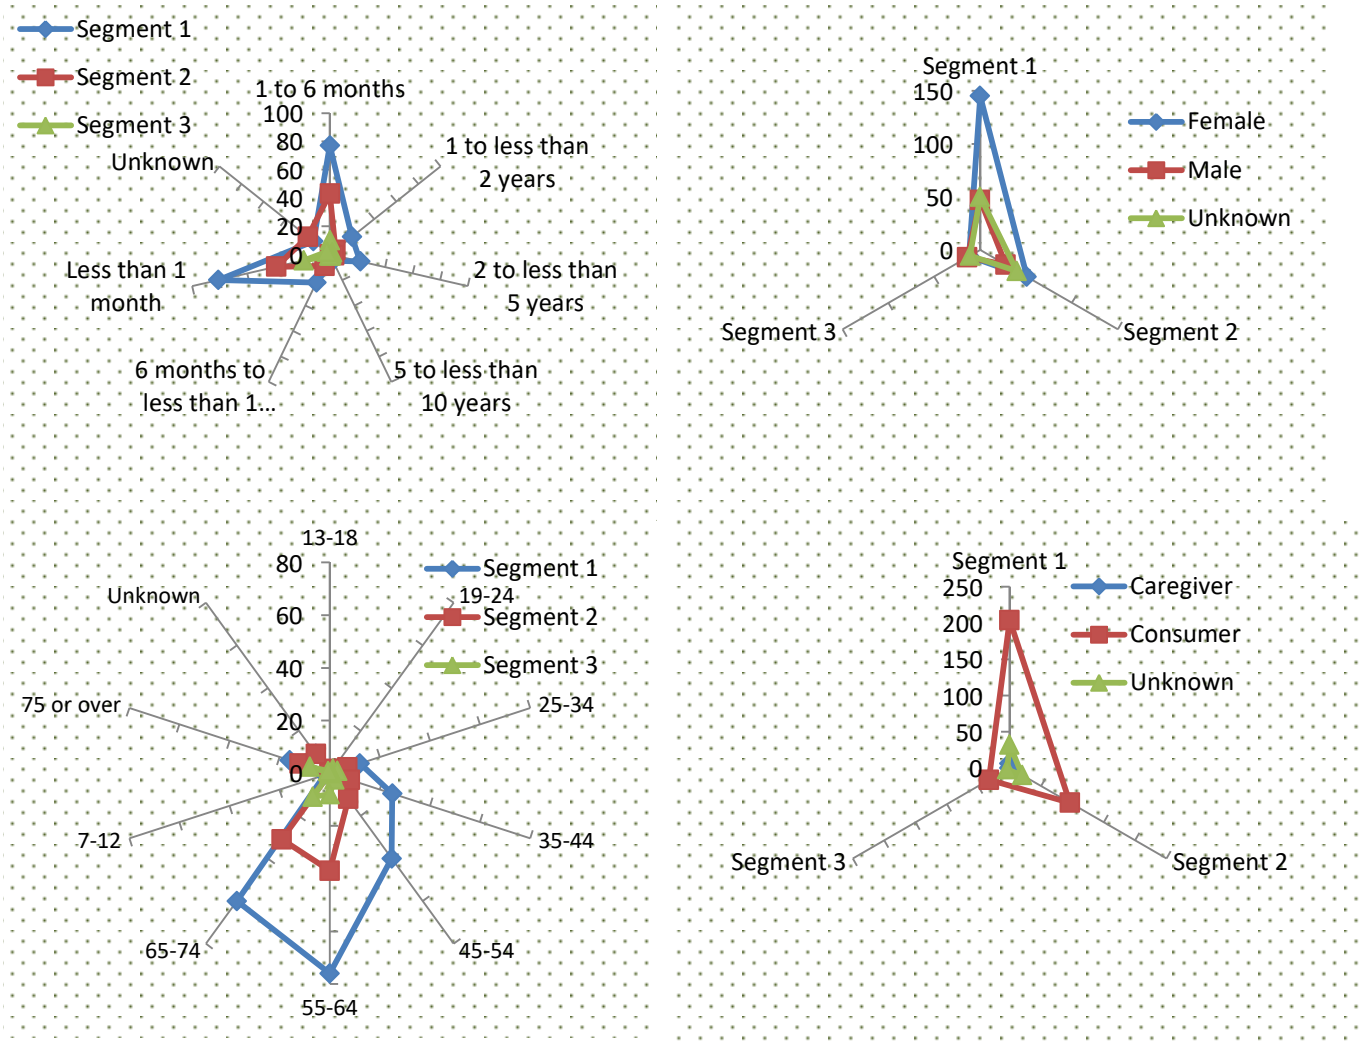 Segment 1
Segment 2
Segment 3
1 to 6 months
100
80
60
40
20
0
1 to less than
2 years
2 to less than
5 years
5 to less than
10 years
6 months to
less than 1...
Less than 1
month
Unknown
Segment 1
150
100
50
0
Segment 2
Segment 3
Female
Male
Unknown
13-18
80
60
40
20
0
19-24
25-34
35-44
45-54
55-64
65-74
7-12
75 or over
Unknown
Segment 1
Segment 2
Segment 3
Segment 1
250
200
150
100
50
0
Segment 2
Segment 3
Caregiver
Consumer
Unknown